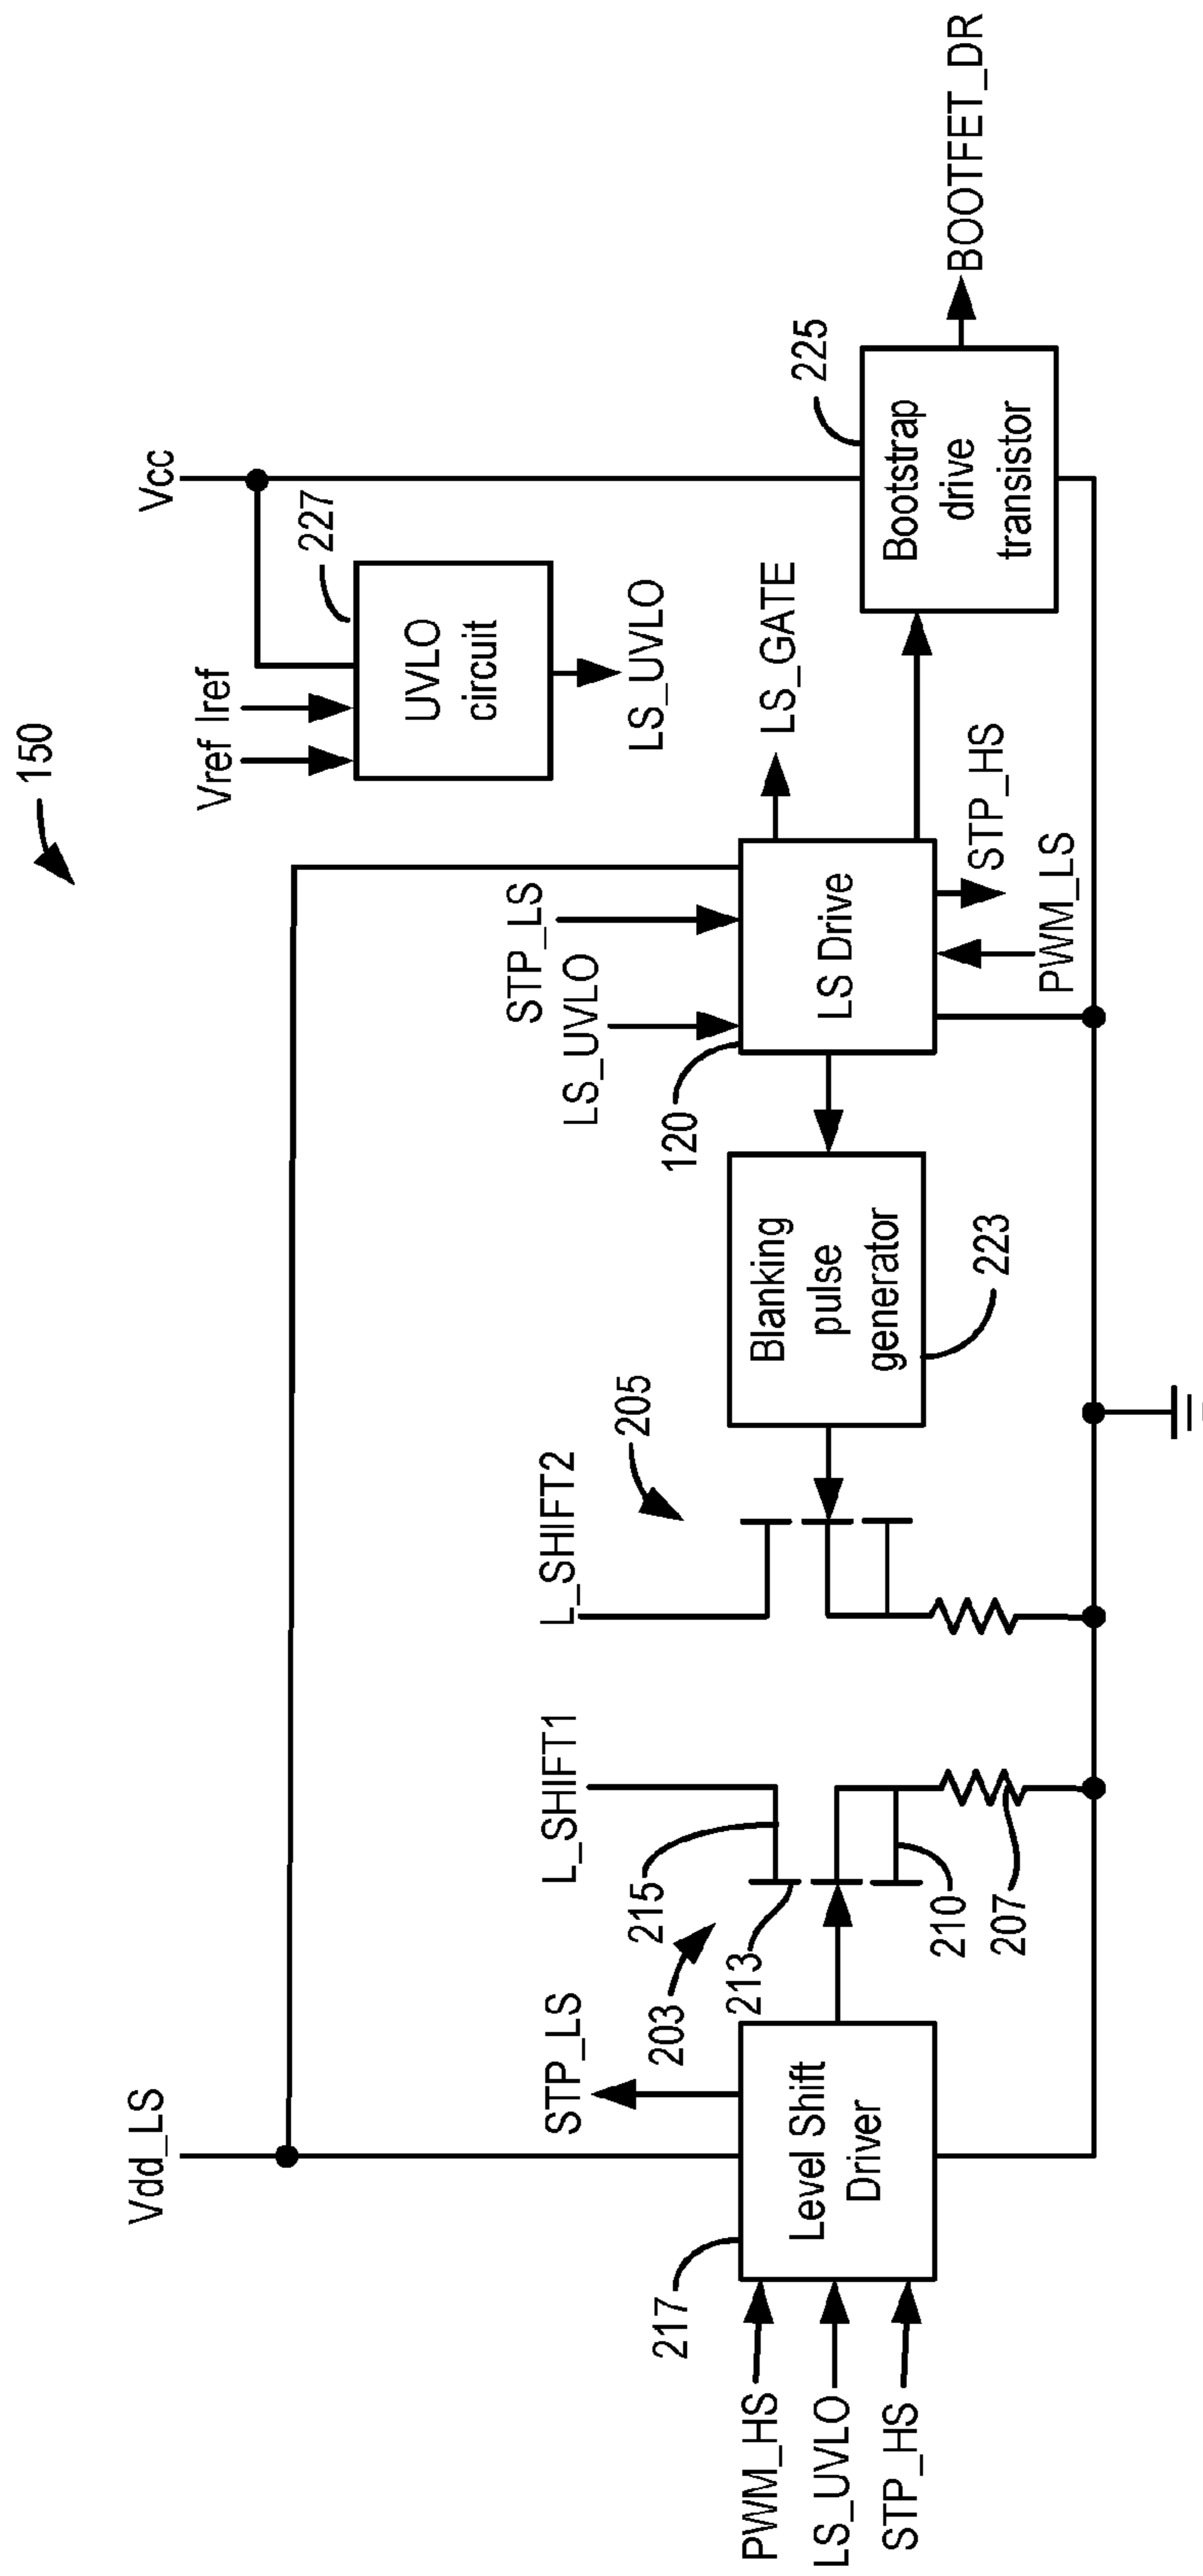 150
Vdd_LS
Vcc
Vref
Iref
227
UVLO
circuit
LS_UVLO
STP_LS
L_SHIFT1
L_SHIFT2
205
STP_LS
LS_UVLO
LS_GATE
225
215
203
213
217
Level Shift
Driver
Blanking
pulse
generator
120
LS Drive
Bootstrap
drive
transistor
BOOTFET_DR
PWM_HS
LS_UVLO
STP_HS
210
207
223
STP_HS
PWM_LS